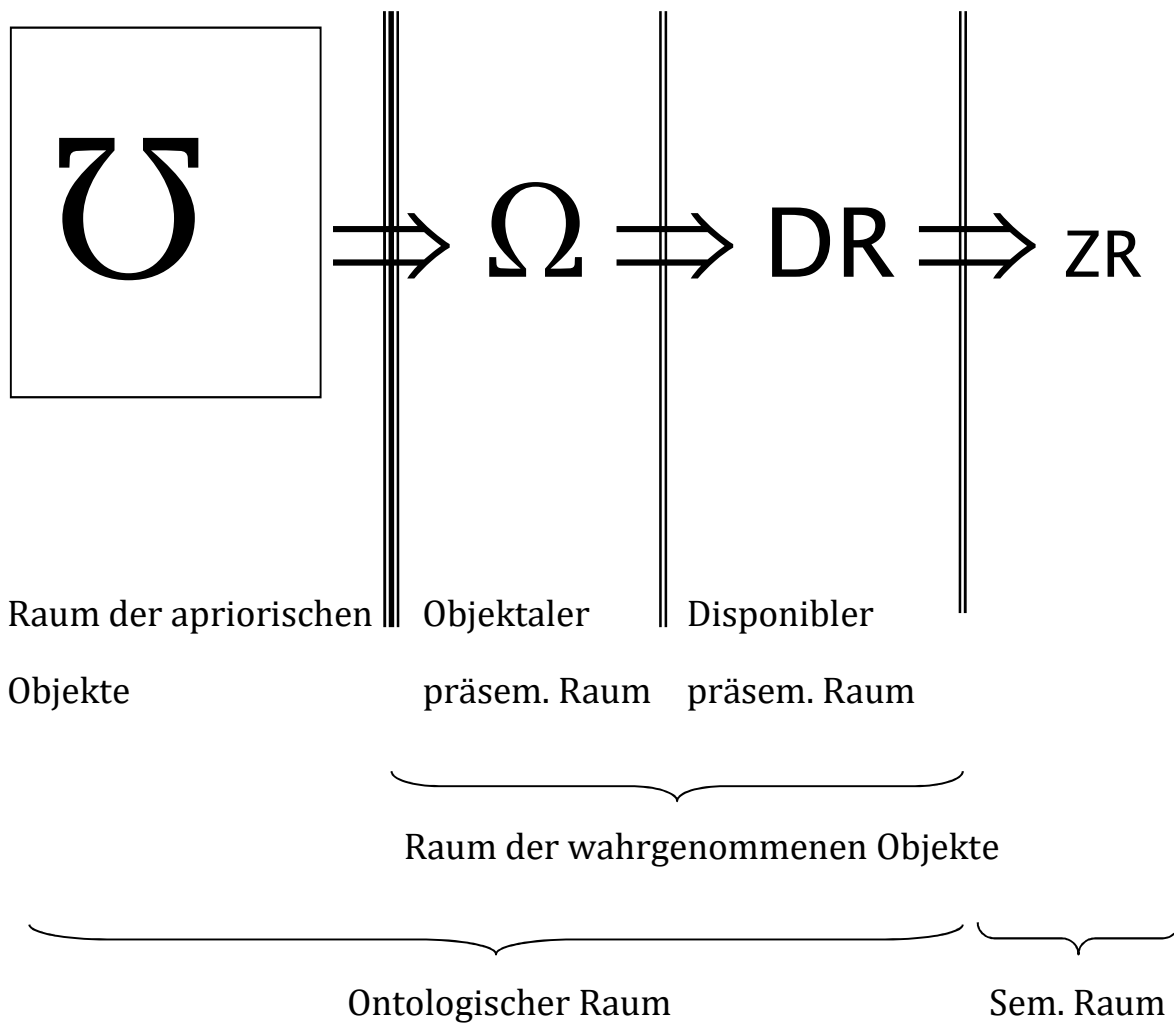 ℧ ⇒ Ω ⇒ DR ⇒ ZR
Raum der apriorischen Objektaler Disponibler
Objekte präsem. Raum präsem. Raum
Raum der wahrgenommenen Objekte
Ontologischer Raum Sem. Raum